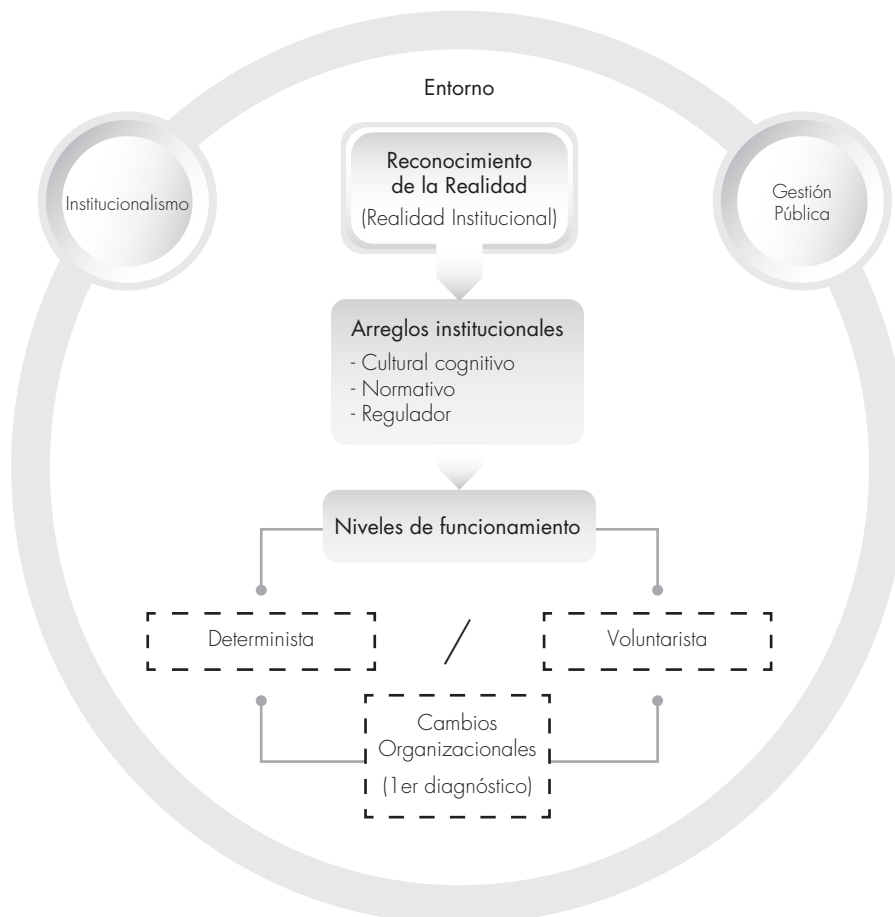 Entorno
Institucionalismo
Reconocimiento
de la Realidad
(Realidad Institucional)
Gestión
Pública
Arreglos institucionales
- Cultural cognitivo
- Normativo
- Regulador
Niveles de funcionamiento
Determinista
/
Voluntarista
Cambios
Organizacionales
(1er diagnóstico)